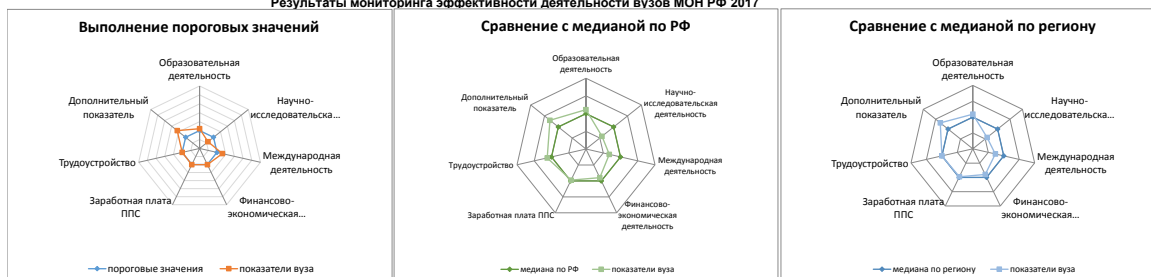 Результаты мониторинга эффективности деятельности вузов МОН РФ 2017
Выполнение пороговых значений
Образовательная
деятельность
Научно-
исследовательска…
Международная
деятельность
Финансово-
экономическая…
Заработная плата
ППС
Трудоустройство
Дополнительный
показатель
пороговые значения
показатели вуза
Сравнение с медианой по РФ
Образовательная
деятельность
Научно-
исследовательская
деятельность
Международная
деятельность
Финансово-
экономическая
деятельность
Заработная плата ППС
Трудоустройство
Дополнительный
показатель
медиана по РФ
показатели вуза
Сравнение с медианой по региону
Образовательная
деятельность
Научно-
исследовательска…
Международная
деятельность
Финансово-
экономическая…
Заработная плата
ППС
Трудоустройство
Дополнительный
показатель
медиана по региону
показатели вуза